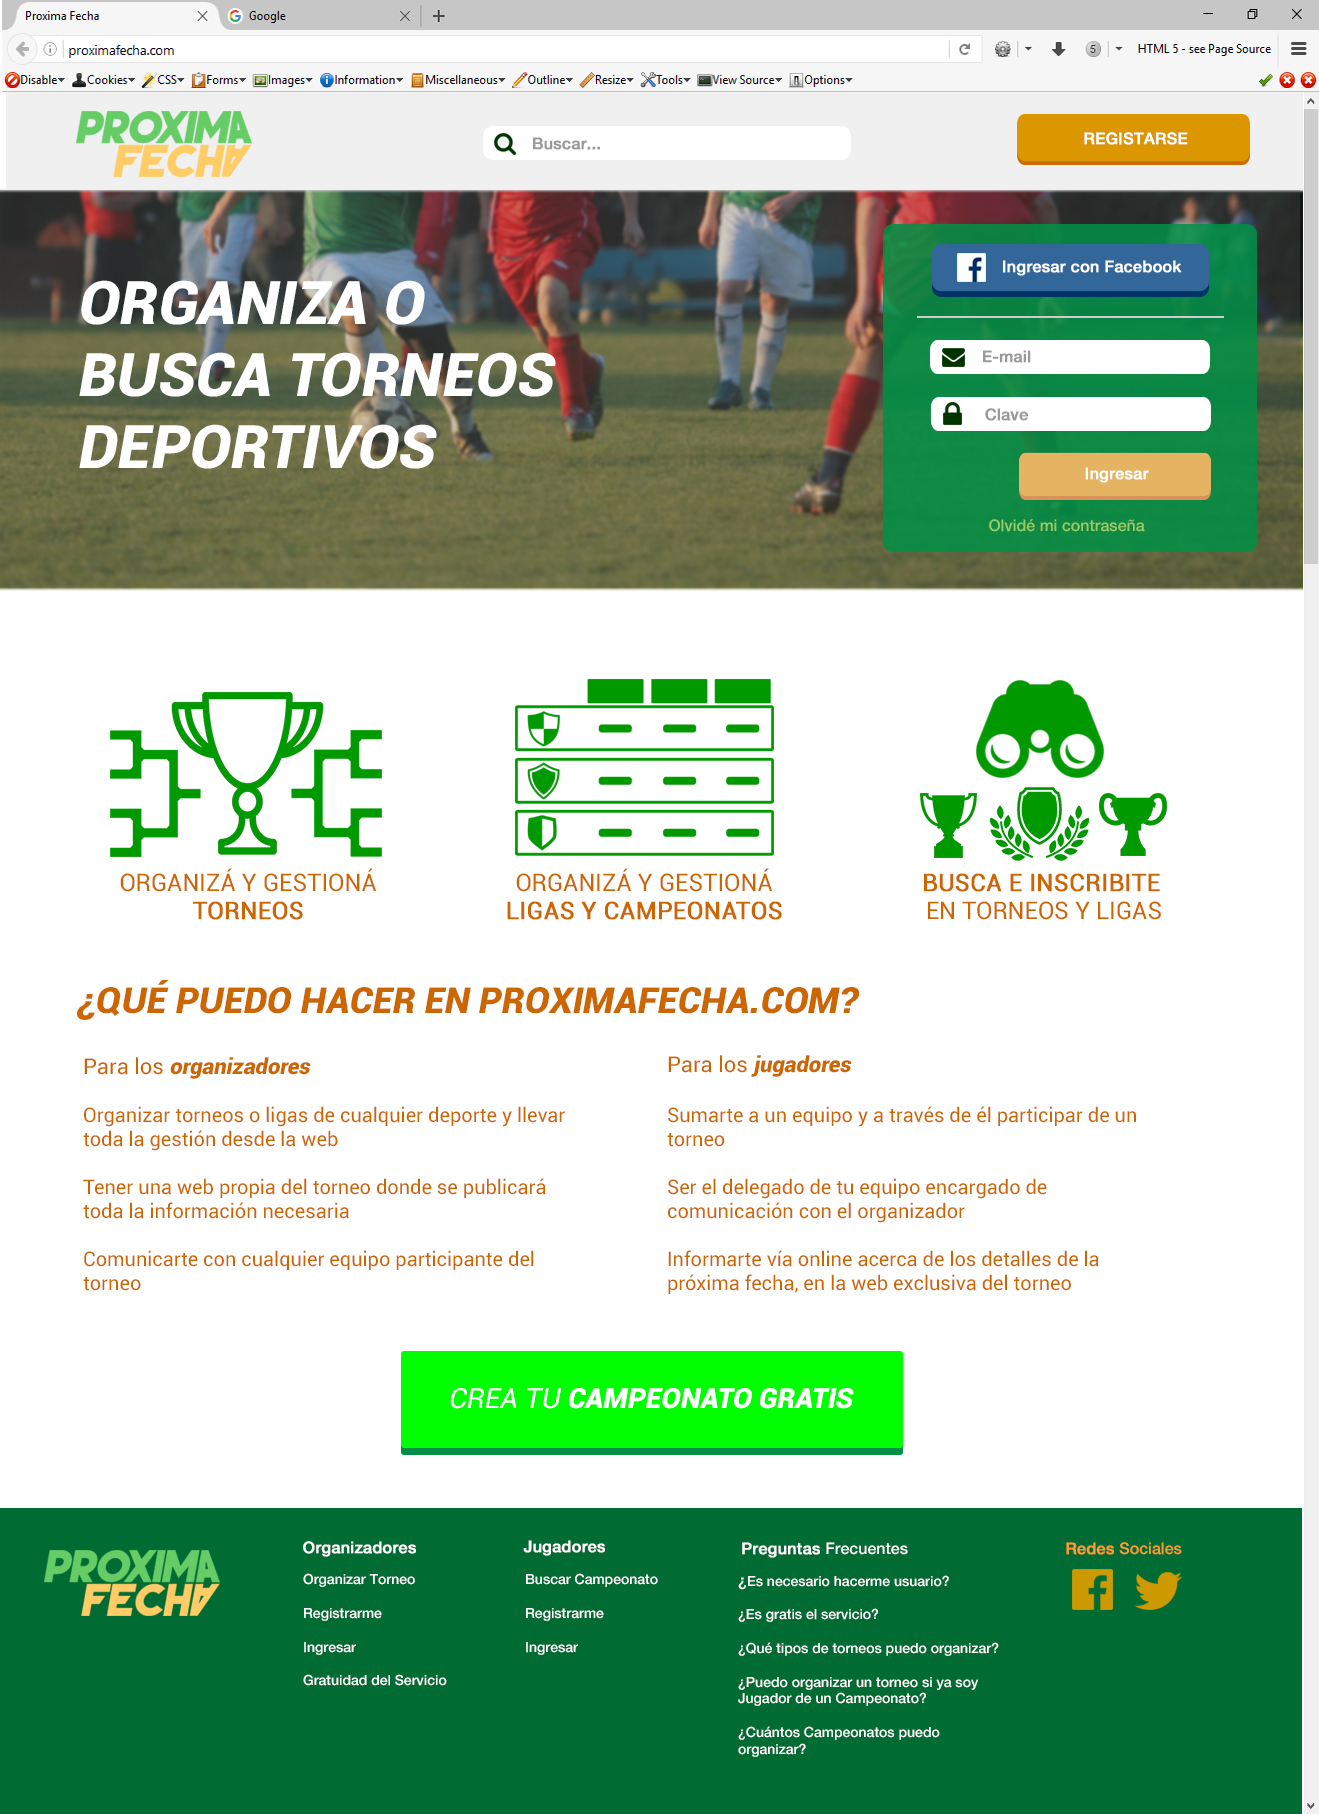 Proxima Fecha
Google
proximafecha.com
5
HTML 5 - see Page Source
Disable
Cookies
CSS
Forms
Images
Information
Miscellaneous
Outline
Resize
Tools
View Source
Options
PROXIMA
FECHA
Buscar...
REGISTARSE
ORGANIZA O
BUSCA TORNEOS
DEPORTIVOS
Ingresar con Facebook
E-mail
Clave
Ingresar
Olvidé mi contraseña
ORGANIZÁ Y GESTIONÁ
TORNEOS
ORGANIZÁ Y GESTIONÁ
LIGAS Y CAMPEONATOS
BUSCA E INSCRIBITE
EN TORNEOS Y LIGAS
¿QUÉ PUEDO HACER EN PROXIMAFECHA.COM?
Para los organizadores
Organizar torneos o ligas de cualquier deporte y llevar
toda la gestión desde la web
Tener una web propia del torneo donde se publicará
toda la información necesaria
Comunicarte con cualquier equipo participante del
torneo
Para los jugadores
Sumarte a un equipo y a través de él participar de un
torneo
Ser el delegado de tu equipo encargado de
comunicación con el organizador
Informarte vía online acerca de los detalles de la
próxima fecha, en la web exclusiva del torneo
CREA TU CAMPEONATO GRATIS
PROXIMA
FECHA
Organizadores
Organizar Torneo
Registrarme
Ingresar
Gratuidad del Servicio
Jugadores
Buscar Campeonato
Registrarme
Ingresar
Preguntas Frecuentes
¿Es necesario hacerme usuario?
¿Es gratis el servicio?
¿Qué tipos de torneos puedo organizar?
¿Puedo organizar un torneo si ya soy
Jugador de un Campeonato?
¿Cuántos Campeonatos puedo
organizar?
Redes Sociales